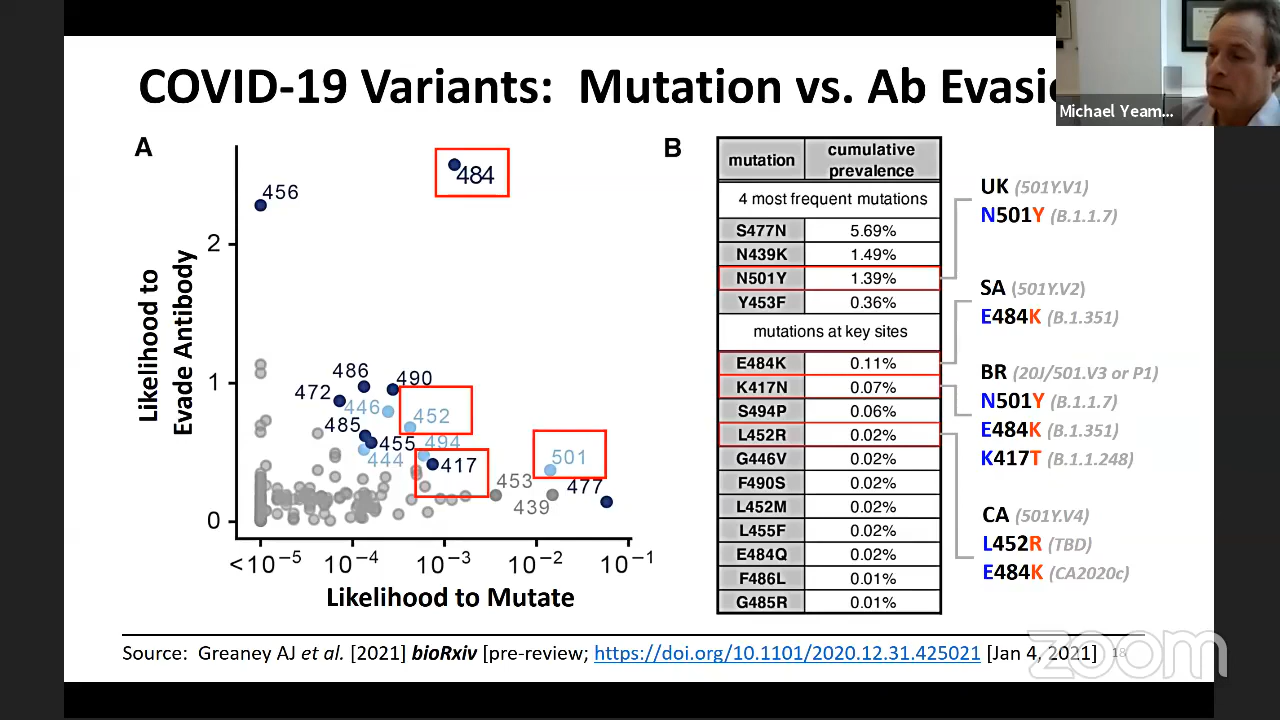 COVID-19 Variants: Mutation vs. Ab Evasi
Michael Yeam...
A
Likelihood to
Evade Antibody
2
1
0
484
456
486
490
472
446
452
485
455
494
444
417
501
453
477
439
<10⁻⁵
10⁻⁴
10⁻³
10⁻²
10⁻¹
Likelihood to Mutate
B
mutation cumulative prevalence
4 most frequent mutations
S477N 5.69%
N439K 1.49%
N501Y 1.39%
Y453F 0.36%
mutations at key sites
E484K 0.11%
K417N 0.07%
S494P 0.06%
L452R 0.02%
G446V 0.02%
F490S 0.02%
L452M 0.02%
L455F 0.02%
E484Q 0.02%
F486L 0.01%
G485R 0.01%
UK (501Y.V1)
N501Y (B.1.1.7)
SA (501Y.V2)
E484K (B.1.351)
BR (20J/501.V3 or P1)
N501Y (B.1.1.7)
E484K (B.1.351)
K417T (B.1.1.248)
CA (501Y.V4)
L452R (TBD)
E484K (CA2020c)
Source: Greaney AJ et al. [2021] bioRxiv [pre-review; https://doi.org/10.1101/2020.12.31.425021 [Jan 4, 2021]
18
zoom